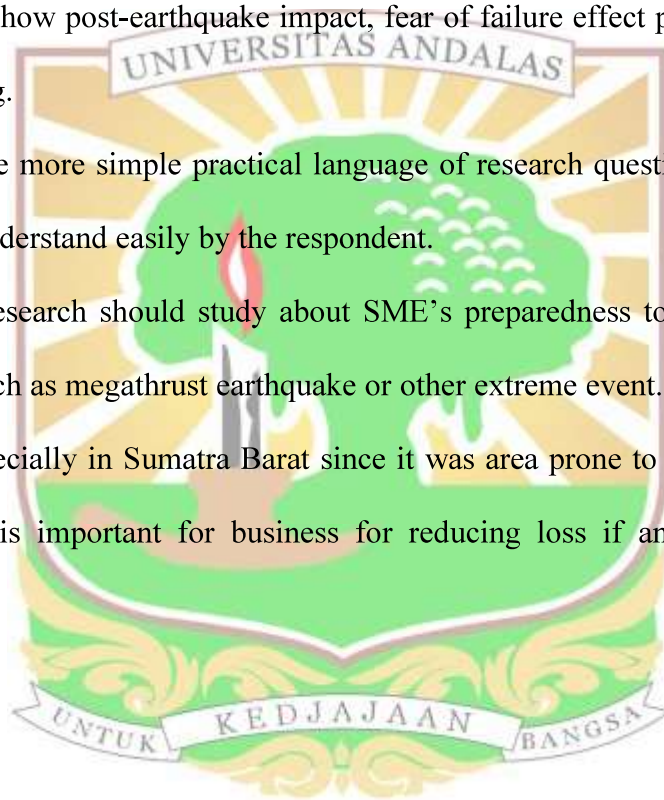 how post-earthquake impact, fear of failure effect p
UNIVERSITAS ANDALAS
g.
e more simple practical language of research questi
derstand easily by the respondent.
esearch should study about SME's preparedness to
ch as megathrust earthquake or other extreme event.
ecially in Sumatra Barat since it was area prone to
is important for business for reducing loss if an
UNTUK KEDJAJAAN BANGSA